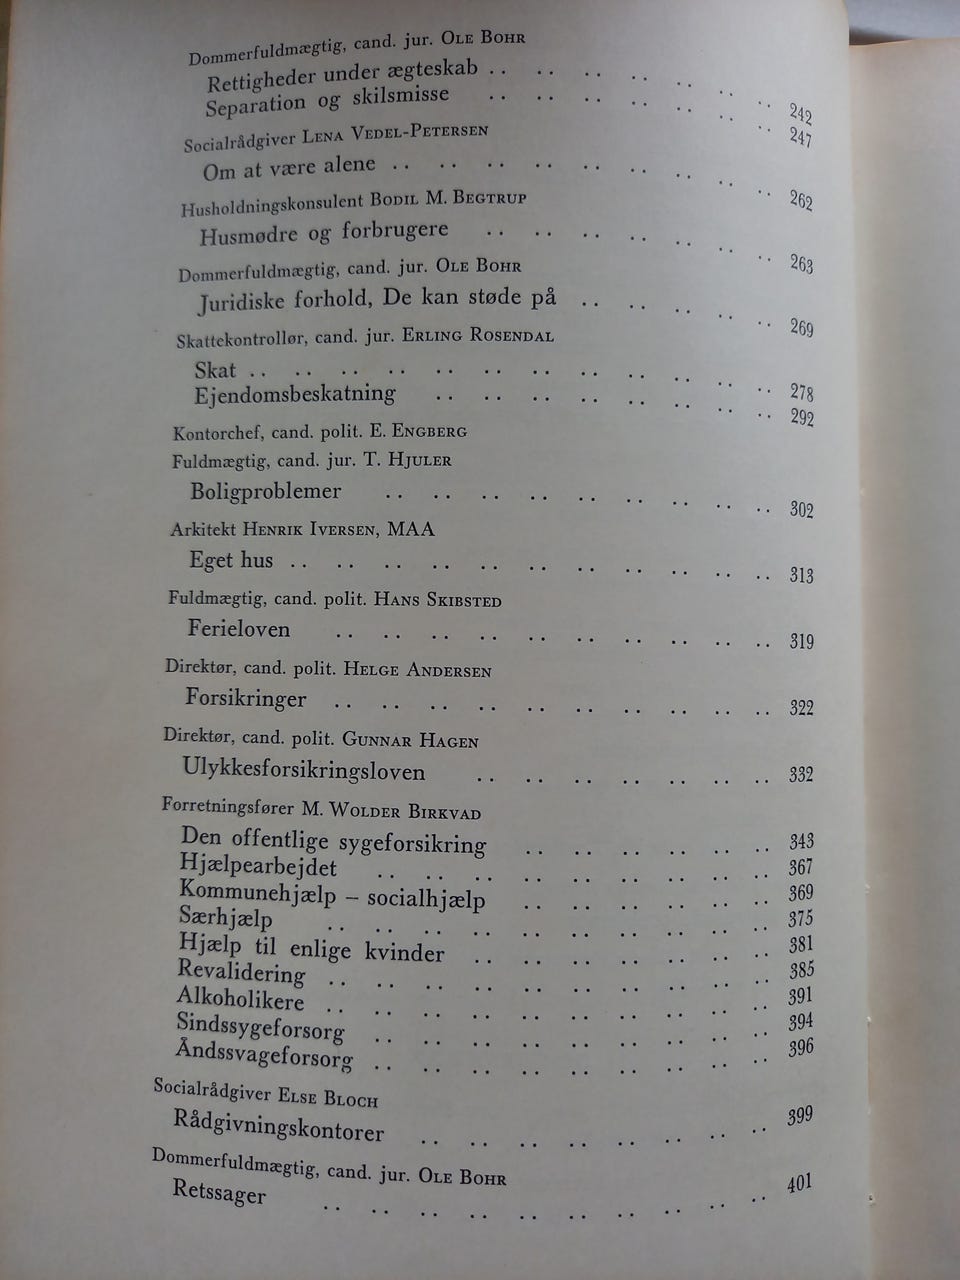 Dommerfuldmægtig, cand. jur. OLE BOHR
Rettigheder under ægteskab .. .. .. .. .. .. .. 242
Separation og skilsmisse .. .. .. .. .. .. .. 247
Socialrådgiver LENA VEDEL-PETERSEN
Om at være alene .. .. .. .. .. .. .. .. .. 262
Husholdningskonsulent BODIL M. BEGTRUP
Husmødre og forbrugere .. .. .. .. .. .. .. 263
Dommerfuldmægtig, cand. jur. OLE BOHR
Juridiske forhold, De kan støde på .. .. .. .. .. 269
Skattekontrollør, cand. jur. ERLING ROSENDAL
Skat .. .. .. .. .. .. .. .. .. .. .. .. 278
Ejendomsbeskatning .. .. .. .. .. .. .. .. 292
Kontorchef, cand. polit. E. ENGBERG
Fuldmægtig, cand. jur. T. HJULER
Boligproblemer .. .. .. .. .. .. .. .. .. 302
Arkitekt HENRIK IVERSEN, MAA
Eget hus .. .. .. .. .. .. .. .. .. .. .. 313
Fuldmægtig, cand. polit. HANS SKIBSTED
Ferieloven .. .. .. .. .. .. .. .. .. .. 319
Direktør, cand. polit. HELGE ANDERSEN
Forsikringer .. .. .. .. .. .. .. .. .. .. 322
Direktør, cand. polit. GUNNAR HAGEN
Ulykkesforsikringsloven .. .. .. .. .. .. .. 332
Forretningsfører M. WOLDER BIRKVAD
Den offentlige sygeforsikring .. .. .. .. .. .. 343
Hjælpearbejdet .. .. .. .. .. .. .. .. .. 367
Kommunehjælp – socialhjælp .. .. .. .. .. .. 369
Særhjælp .. .. .. .. .. .. .. .. .. .. 375
Hjælp til enlige kvinder .. .. .. .. .. .. .. 381
Revalidering .. .. .. .. .. .. .. .. .. .. 385
Alkoholikere .. .. .. .. .. .. .. .. .. .. 391
Sindssygeforsorg .. .. .. .. .. .. .. .. .. 394
Åndssvageforsorg .. .. .. .. .. .. .. .. .. 396
Socialrådgiver ELSE BLOCH
Rådgivningskontorer .. .. .. .. .. .. .. .. 399
Dommerfuldmægtig, cand. jur. OLE BOHR
Retssager .. .. .. .. .. .. .. .. .. .. 401